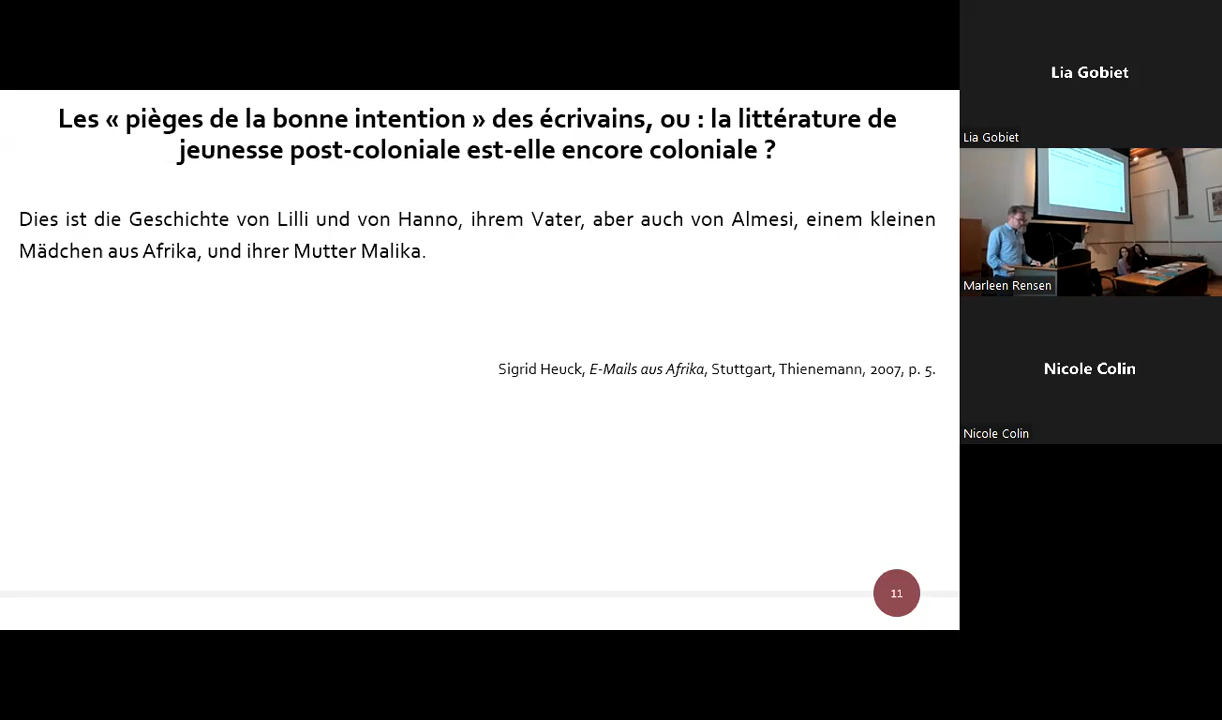 Les « pièges de la bonne intention » des écrivains, ou : la littérature de
jeunesse post-coloniale est-elle encore coloniale ?
Dies ist die Geschichte von Lilli und von Hanno, ihrem Vater, aber auch von Almesi, einem kleinen
Mädchen aus Afrika, und ihrer Mutter Malika.
Sigrid Heuck, E-Mails aus Afrika, Stuttgart, Thienemann, 2007, p. 5.
11
Lia Gobiet
Lia Gobiet
Marleen Rensen
Nicole Colin
Nicole Colin